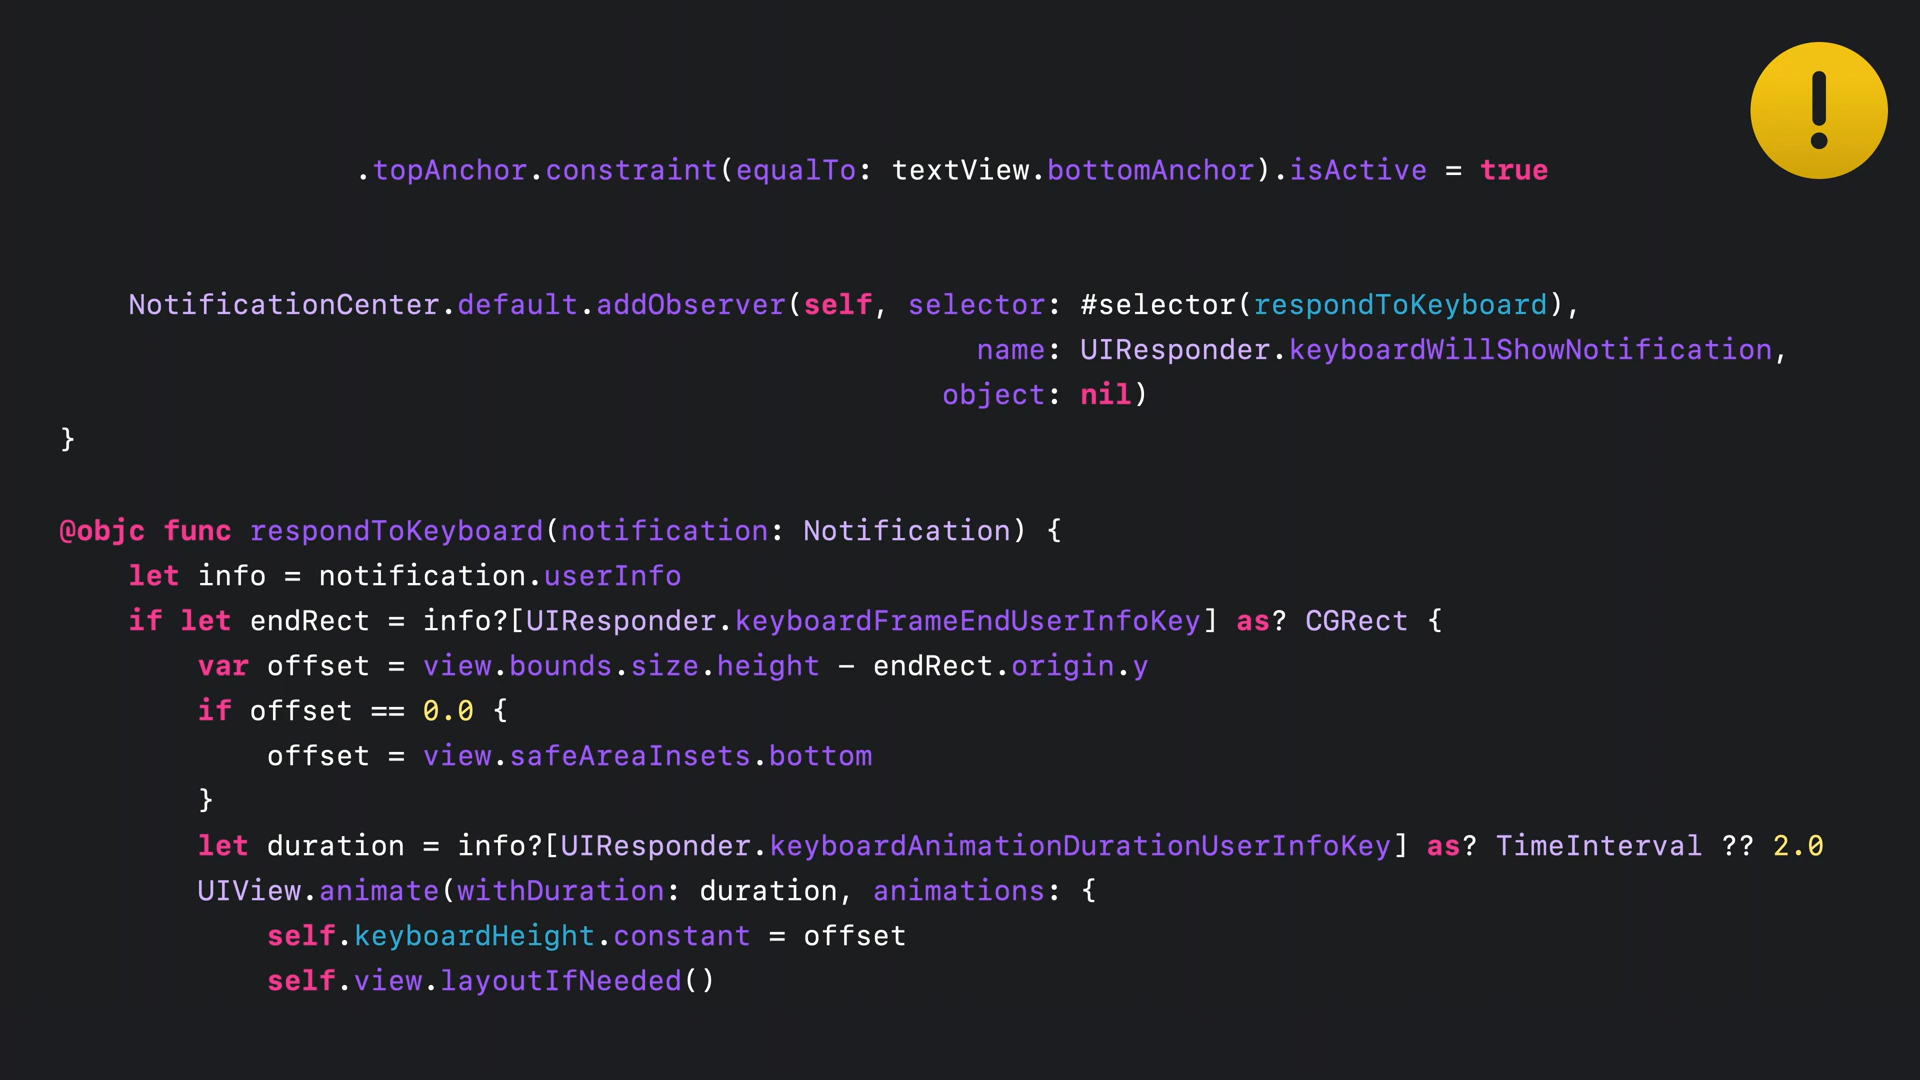 .topAnchor.constraint(equalTo: textView.bottomAnchor).isActive = true
NotificationCenter.default.addObserver(self, selector: #selector(respondToKeyboard),
name: UIResponder.keyboardWillShowNotification,
object: nil)
}
@objc func respondToKeyboard(notification: Notification) {
let info = notification.userInfo
if let endRect = info?[UIResponder.keyboardFrameEndUserInfoKey] as? CGRect {
var offset = view.bounds.size.height – endRect.origin.y
if offset == 0.0 {
offset = view.safeAreaInsets.bottom
}
let duration = info?[UIResponder.keyboardAnimationDurationUserInfoKey] as? TimeInterval ?? 2.0
UIView.animate(withDuration: duration, animations: {
self.keyboardHeight.constant = offset
self.view.layoutIfNeeded()